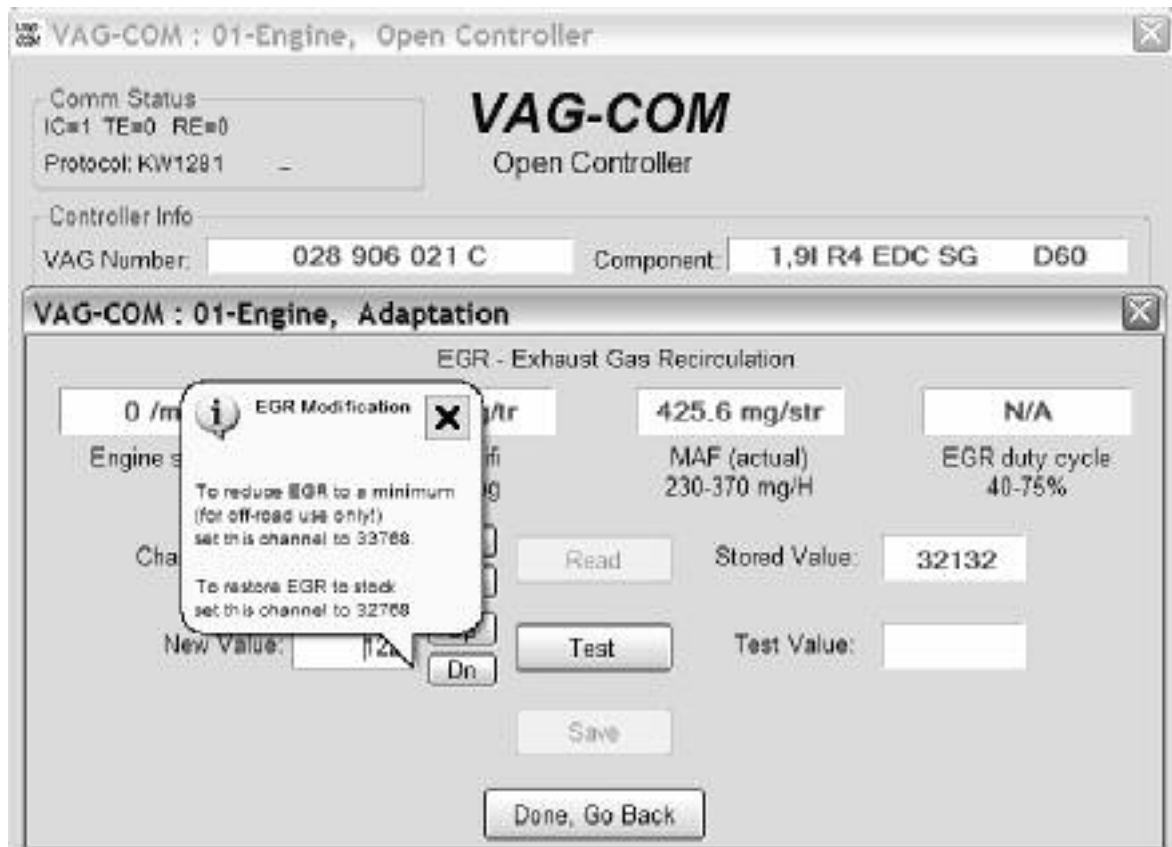 VAG-COM : 01-Engine, Open Controller
Comm Status
IC=1 TE=0 RE=0
Protocol: KW1281 -
VAG-COM
Open Controller
Controller Info
VAG Number: 028 906 021 C Component: 1,9l R4 EDC SG D60
VAG-COM : 01-Engine, Adaptation
EGR - Exhaust Gas Recirculation
0 /m g/tr 425.6 mg/str N/A
Engine s MAF (actual) EGR duty cycle
230-370 mg/H 40-75%
EGR Modification
To reduce EGR to a minimum
(for off-road use only!)
set this channel to 33768.
To restore EGR to stock
set this channel to 32768
Cha Read Stored Value: 32132
New Value: Test Test Value:
Dn
Save
Done, Go Back